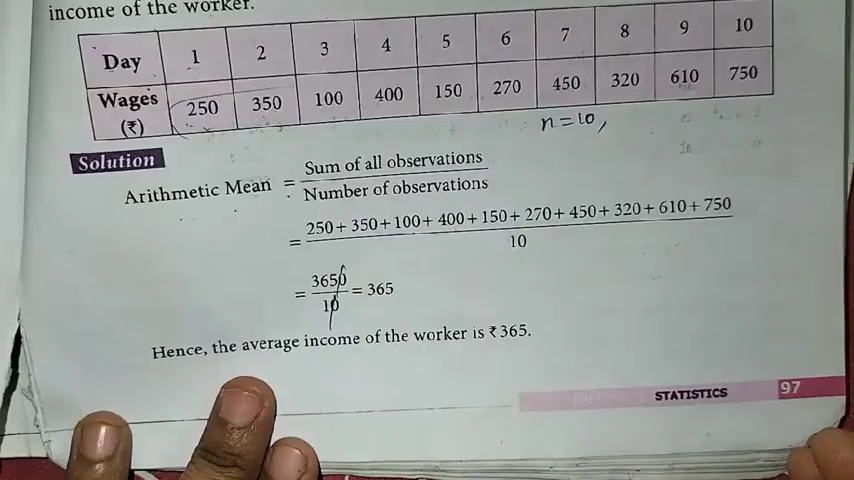 income of the worker.
Day 1 2 3 4 5 6 7 8 9 10
Wages (₹) 250 350 100 400 150 270 450 320 610 750
n=10,
Solution
Arithmetic Mean = Sum of all observations / Number of observations
= 250+350+100+400+150+270+450+320+610+750 / 10
= 3650 / 10 = 365
Hence, the average income of the worker is ₹365.
STATISTICS 97